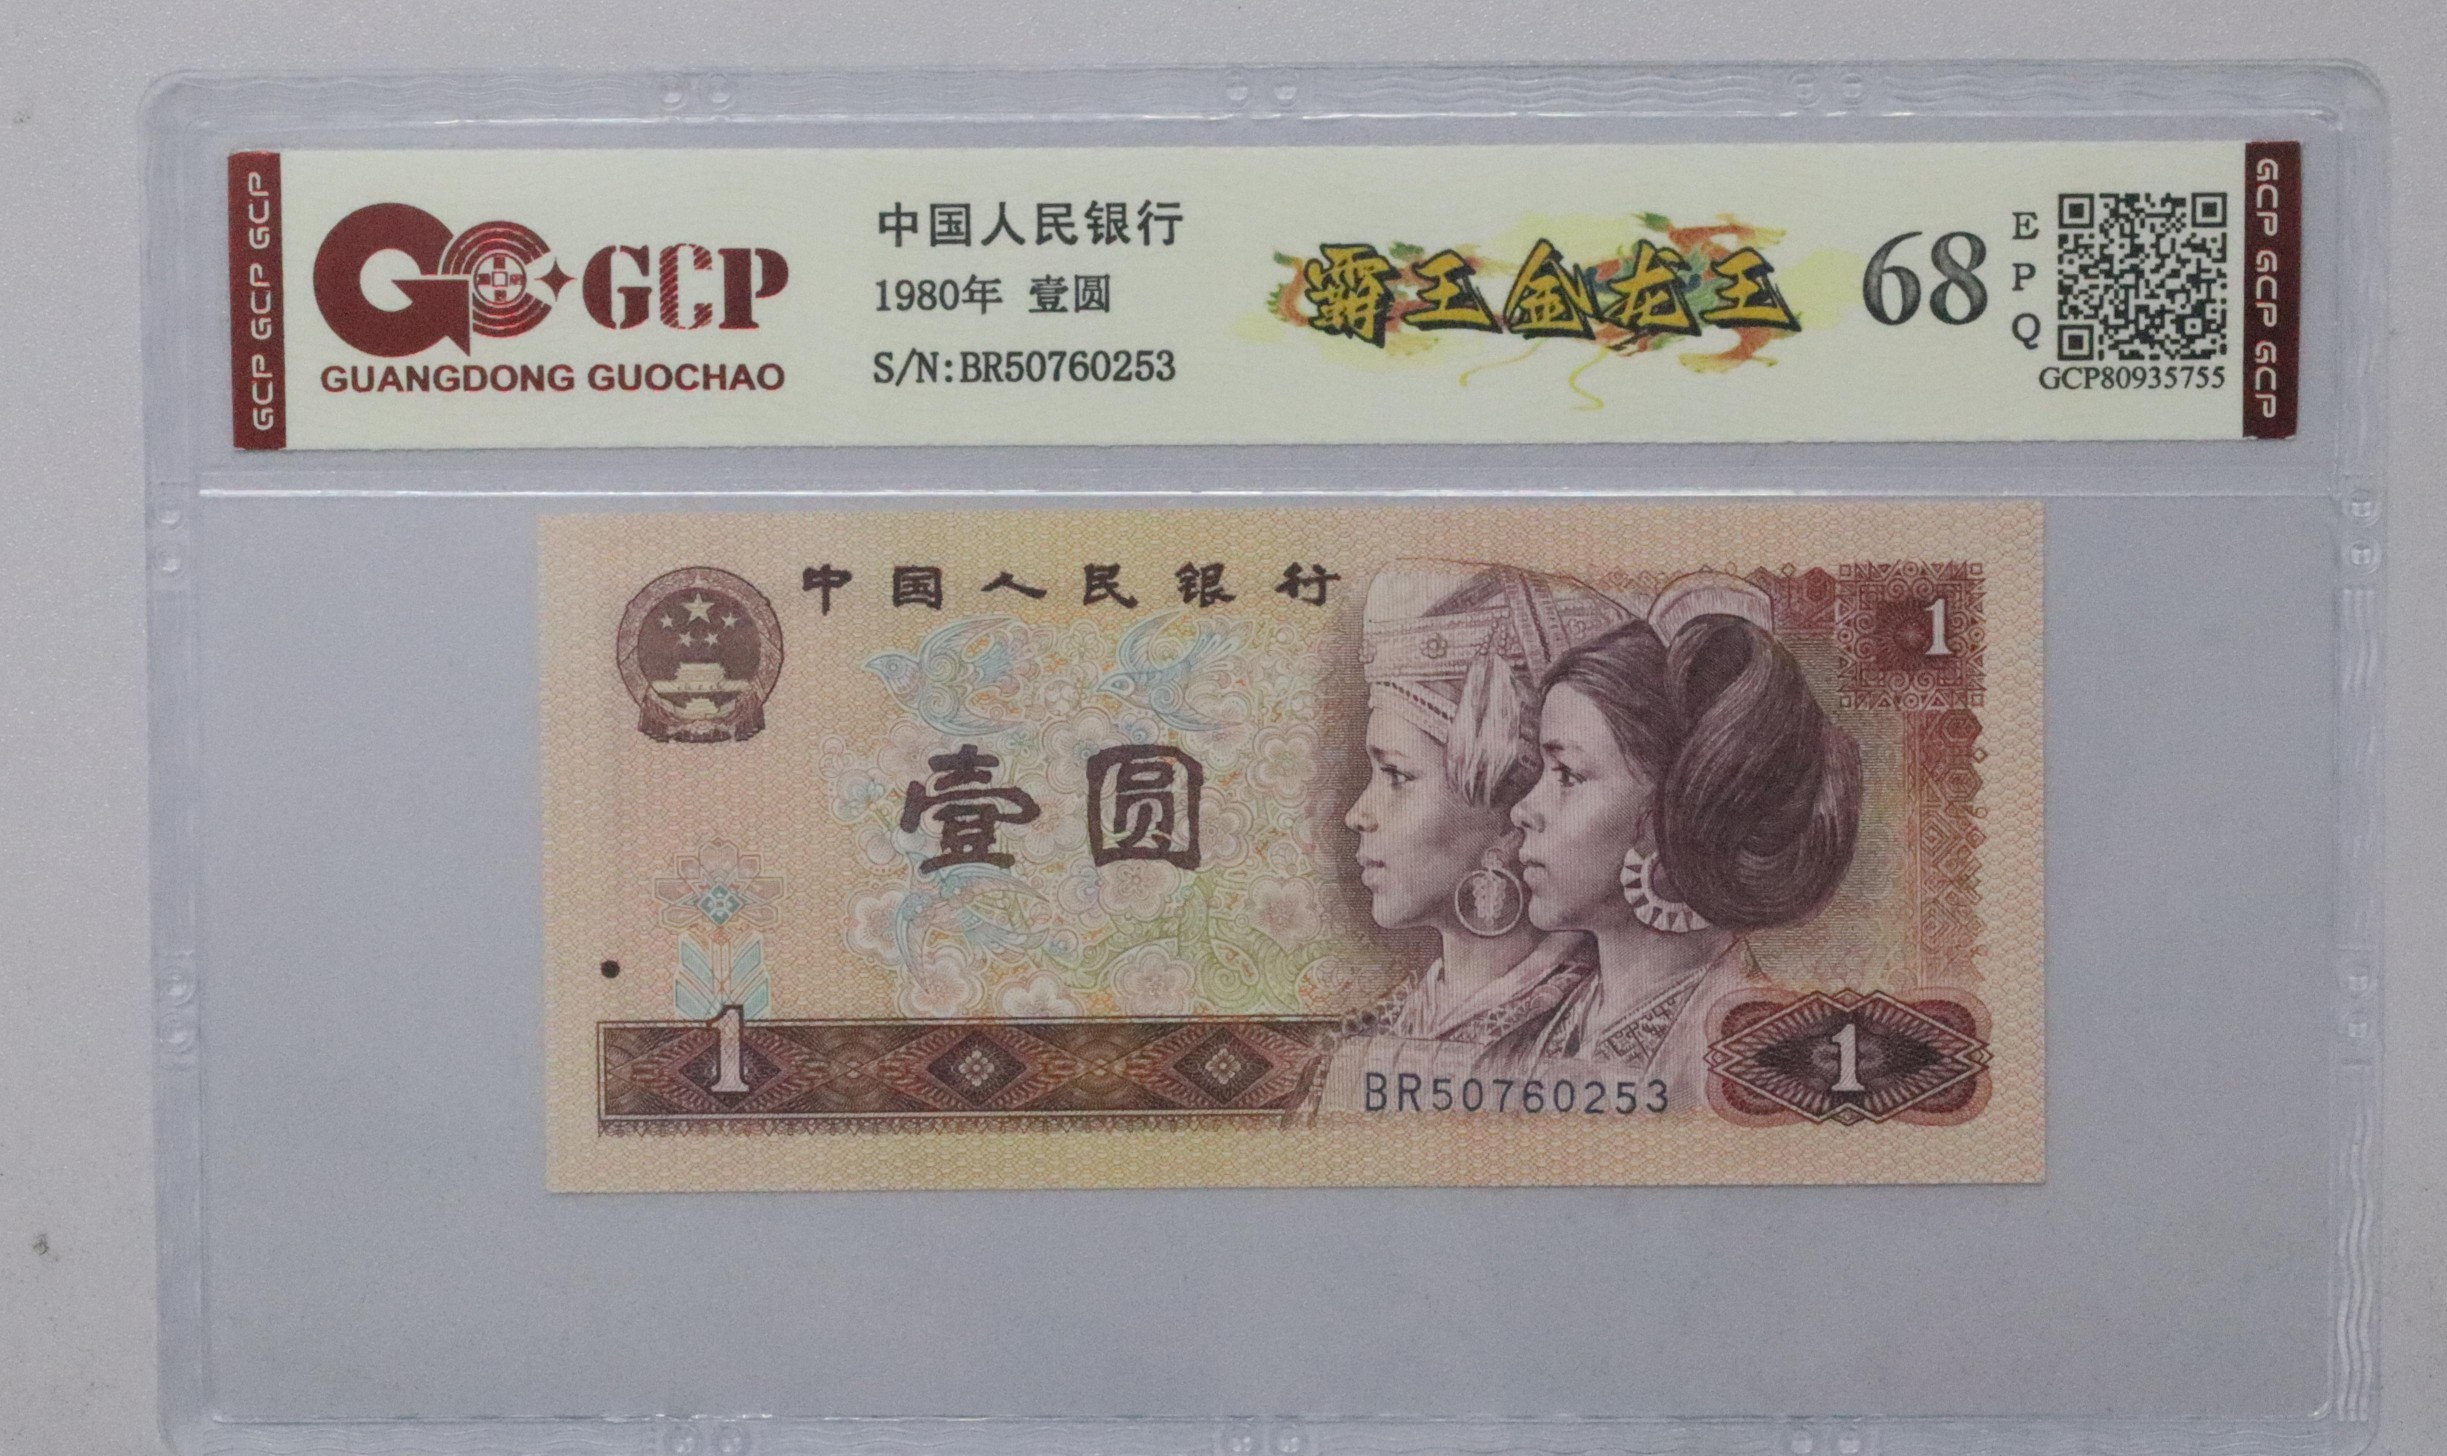 GCP GCP GCP
GCP
GUANGDONG GUOCHAO
中国人民银行
1980年 壹圆
S/N:BR50760253
霸王金龙王
68
E
P
Q
GCP80935755
GCP GCP GCP
中国人民银行
1
壹圆
1
BR50760253
1